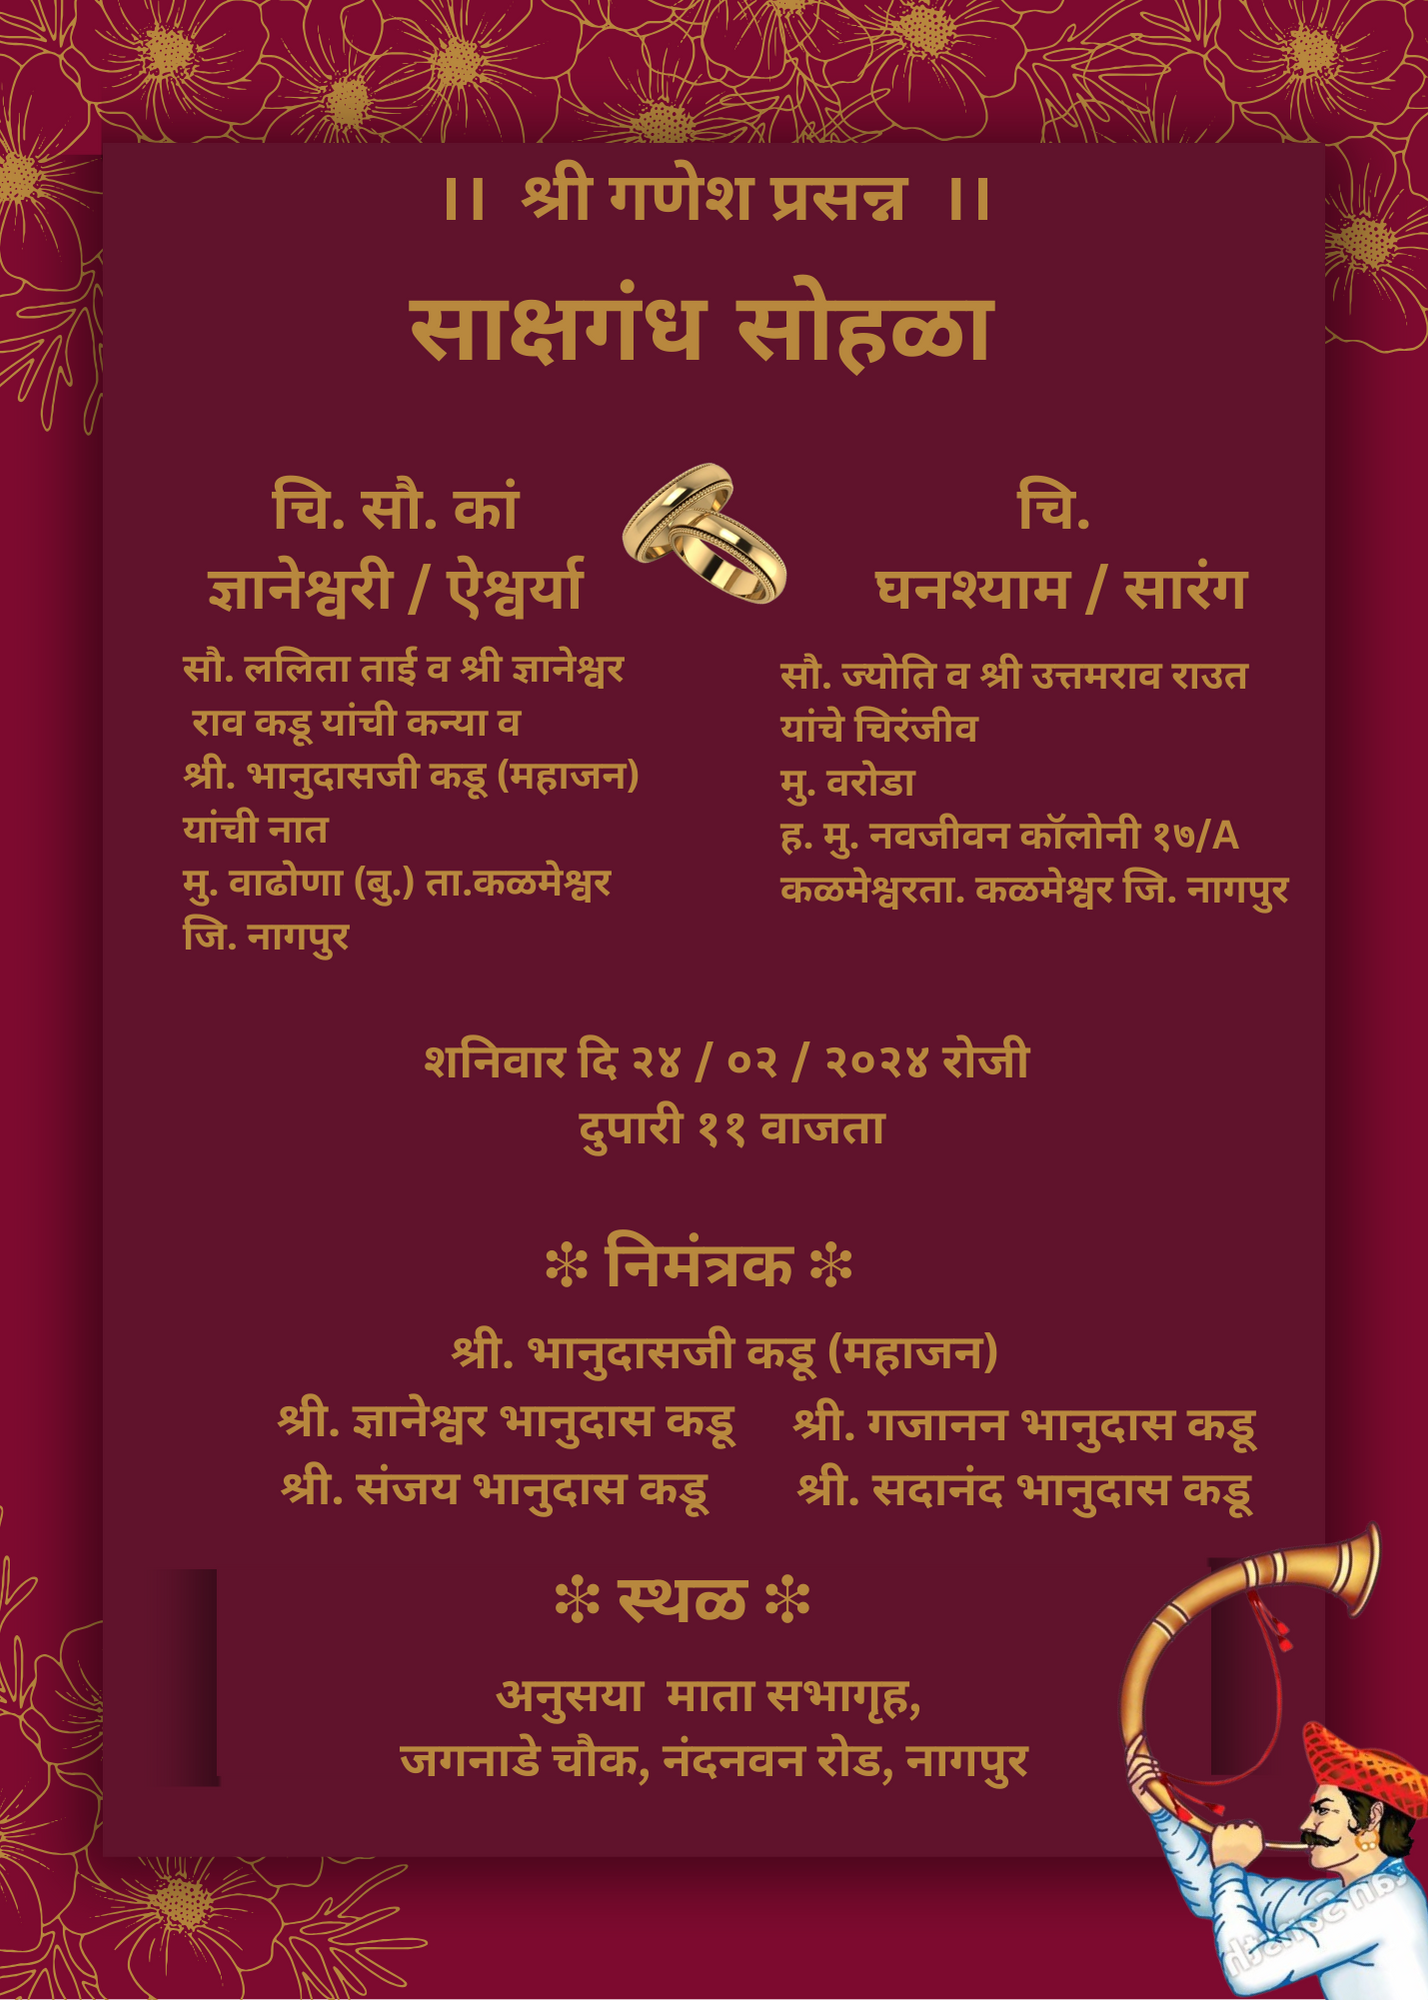 ।। श्री गणेश प्रसन्न ।।
साक्षगंध सोहळा
चि. सौ. कां
ज्ञानेश्वरी / ऐश्वर्या
सौ. ललिता ताई व श्री ज्ञानेश्वर
राव कडू यांची कन्या व
श्री. भानुदासजी कडू (महाजन)
यांची नात
मु. वाढोणा (बु.) ता.कळमेश्वर
जि. नागपुर
चि.
घनश्याम / सारंग
सौ. ज्योति व श्री उत्तमराव राउत
यांचे चिरंजीव
मु. वरोडा
ह. मु. नवजीवन कॉलोनी १७/A
कळमेश्वरता. कळमेश्वर जि. नागपुर
शनिवार दि २४ / ०२ / २०२४ रोजी
दुपारी ११ वाजता
❇ निमंत्रक ❇
श्री. भानुदासजी कडू (महाजन)
श्री. ज्ञानेश्वर भानुदास कडू श्री. गजानन भानुदास कडू
श्री. संजय भानुदास कडू श्री. सदानंद भानुदास कडू
❇ स्थळ ❇
अनुसया माता सभागृह,
जगनाडे चौक, नंदनवन रोड, नागपुर